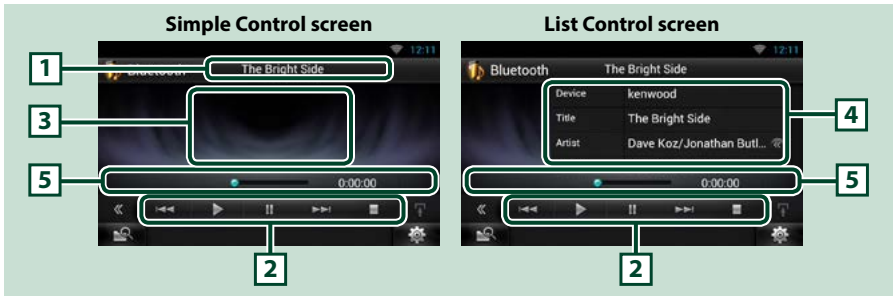 Simple Control screen
List Control screen
12:11
12:11
1
Bluetooth
The Bright Side
Bluetooth
The Bright Side
3
Device
kenwood
Title
The Bright Side
Artist
Dave Koz/Jonathan Butl...
4
5
0:00:00
0:00:00
5
2
2